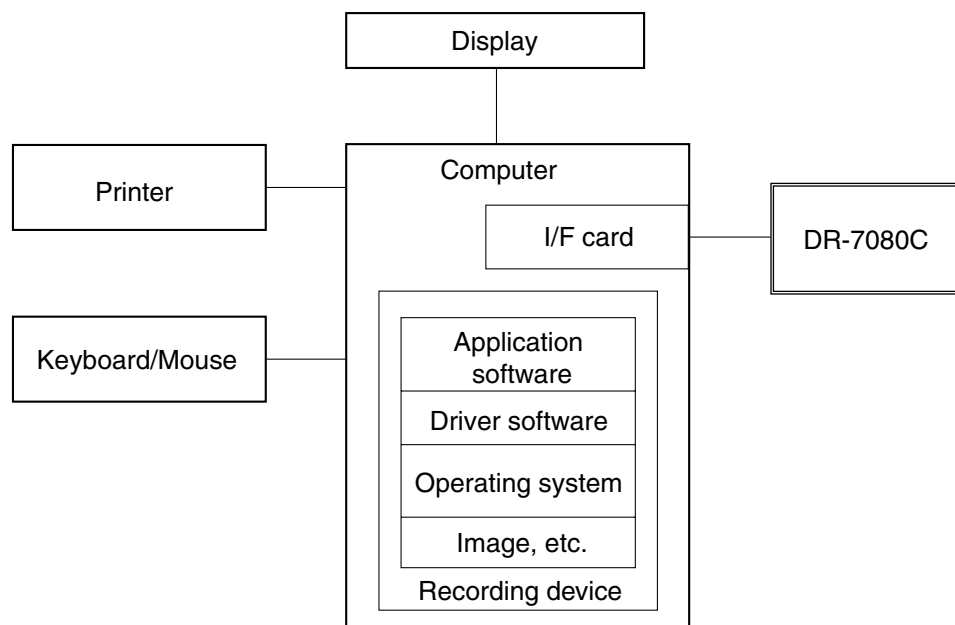 Display
Computer
Printer
I/F card
DR-7080C
Keyboard/Mouse
Application
software
Driver software
Operating system
Image, etc.
Recording device